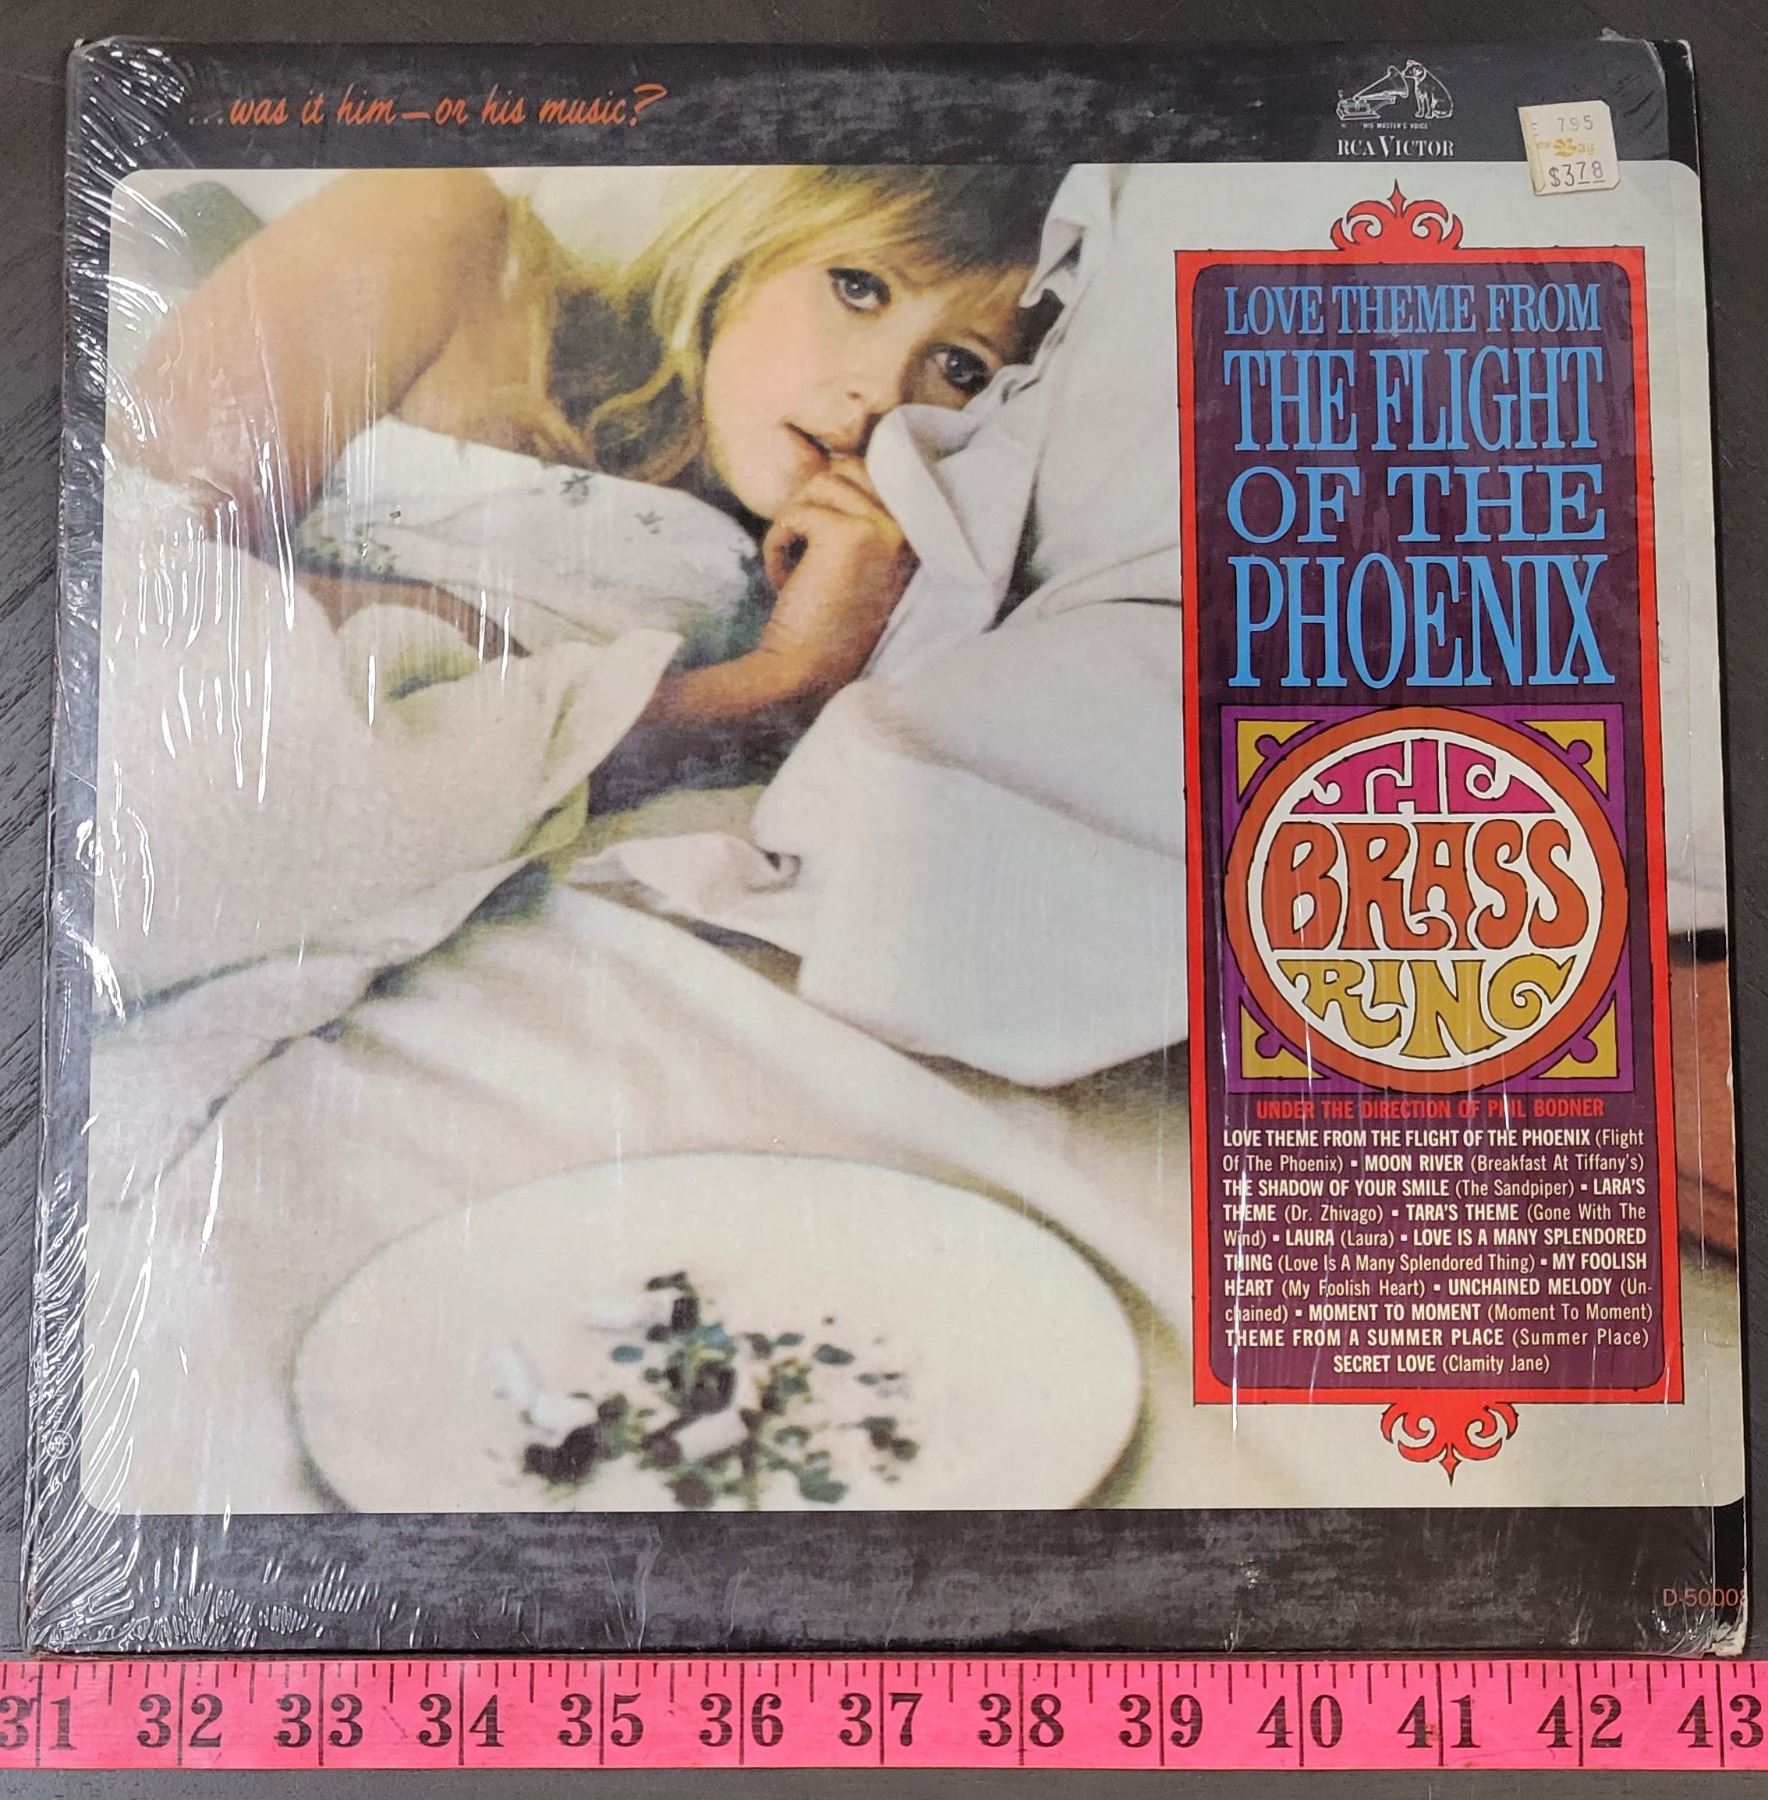 ...was it him—or his music?
HIS MASTER'S VOICE
RCA VICTOR
795
Bay
$3.78
LOVE THEME FROM
THE FLIGHT
OF THE
PHOENIX
THE
BRASS
RING
UNDER THE DIRECTION OF PHIL BODNER
LOVE THEME FROM THE FLIGHT OF THE PHOENIX (Flight
Of The Phoenix) ▪ MOON RIVER (Breakfast At Tiffany's)
THE SHADOW OF YOUR SMILE (The Sandpiper) ▪ LARA'S
THEME (Dr. Zhivago) ▪ TARA'S THEME (Gone With The
Wind) ▪ LAURA (Laura) ▪ LOVE IS A MANY SPLENDORED
THING (Love Is A Many Splendored Thing) ▪ MY FOOLISH
HEART (My Foolish Heart) ▪ UNCHAINED MELODY (Un-
chained) ▪ MOMENT TO MOMENT (Moment To Moment)
THEME FROM A SUMMER PLACE (Summer Place)
SECRET LOVE (Clamity Jane)
D-50008
31 32 33 34 35 36 37 38 39 40 41 42 43